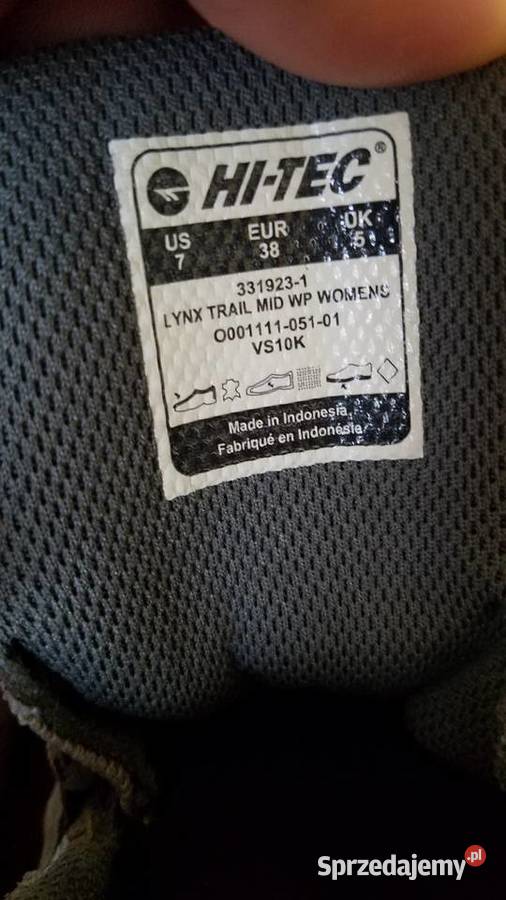 HI-TEC®
US EUR UK
7 38 5
331923-1
LYNX TRAIL MID WP WOMENS
O001111-051-01
VS10K
Made in Indonesia
Fabriqué en Indonésie
Sprzedajemy.pl